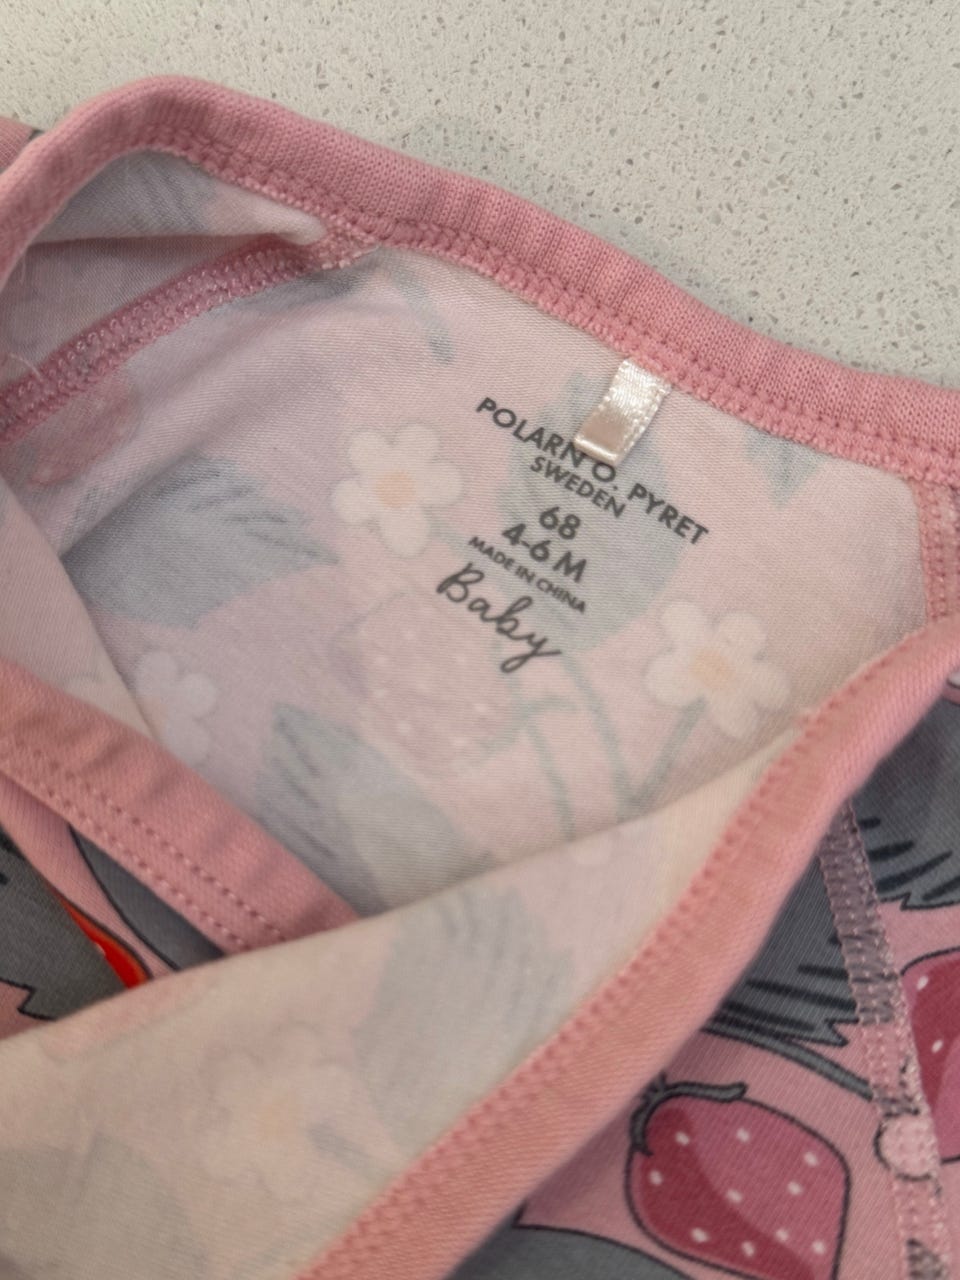 POLARN O. PYRET
SWEDEN
68
4-6 M
MADE IN CHINA
Baby